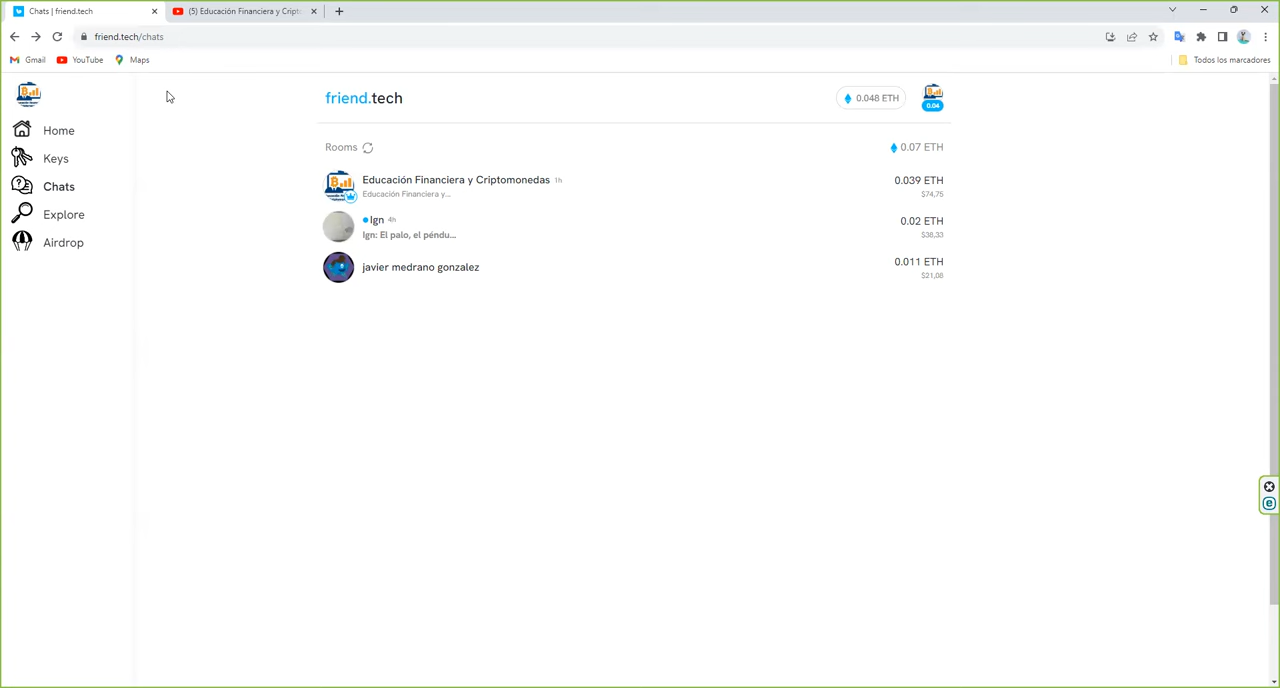 Chats | friend.tech
(5) Educación Financiera y Cript
friend.tech/chats
Gmail
YouTube
Maps
Todos los marcadores
Home
Keys
Chats
Explore
Airdrop
friend.tech
0.048 ETH
0.04
Rooms
0.07 ETH
Educación Financiera y Criptomonedas 1h
Educación Financiera y...
0.039 ETH
$74,75
Ign 4h
Ign: El palo, el péndu...
0.02 ETH
$38,33
javier medrano gonzalez
0.011 ETH
$21,08